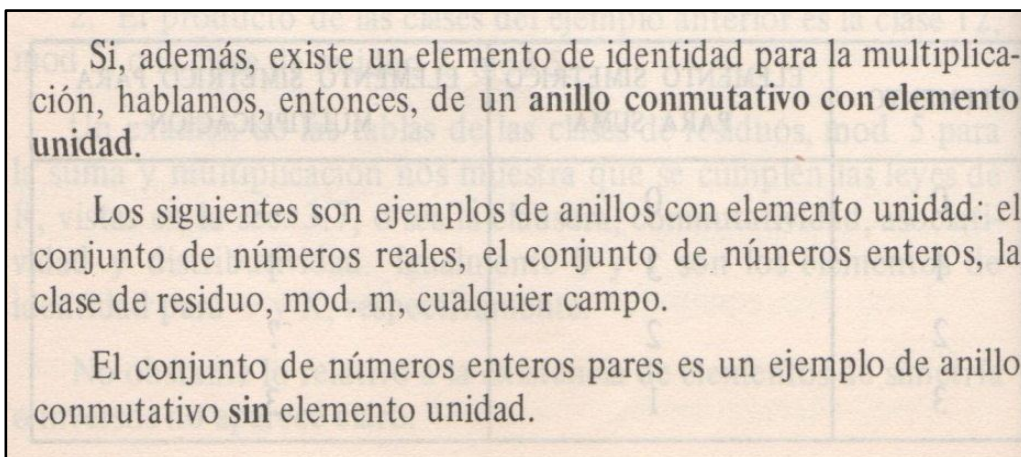 Si, además, existe un elemento de identidad para la multiplica-
ción, hablamos, entonces, de un anillo conmutativo con elemento
unidad.
Los siguientes son ejemplos de anillos con elemento unidad: el
conjunto de números reales, el conjunto de números enteros, la
clase de residuo, mod. m, cualquier campo.
El conjunto de números enteros pares es un ejemplo de anillo
conmutativo sin elemento unidad.